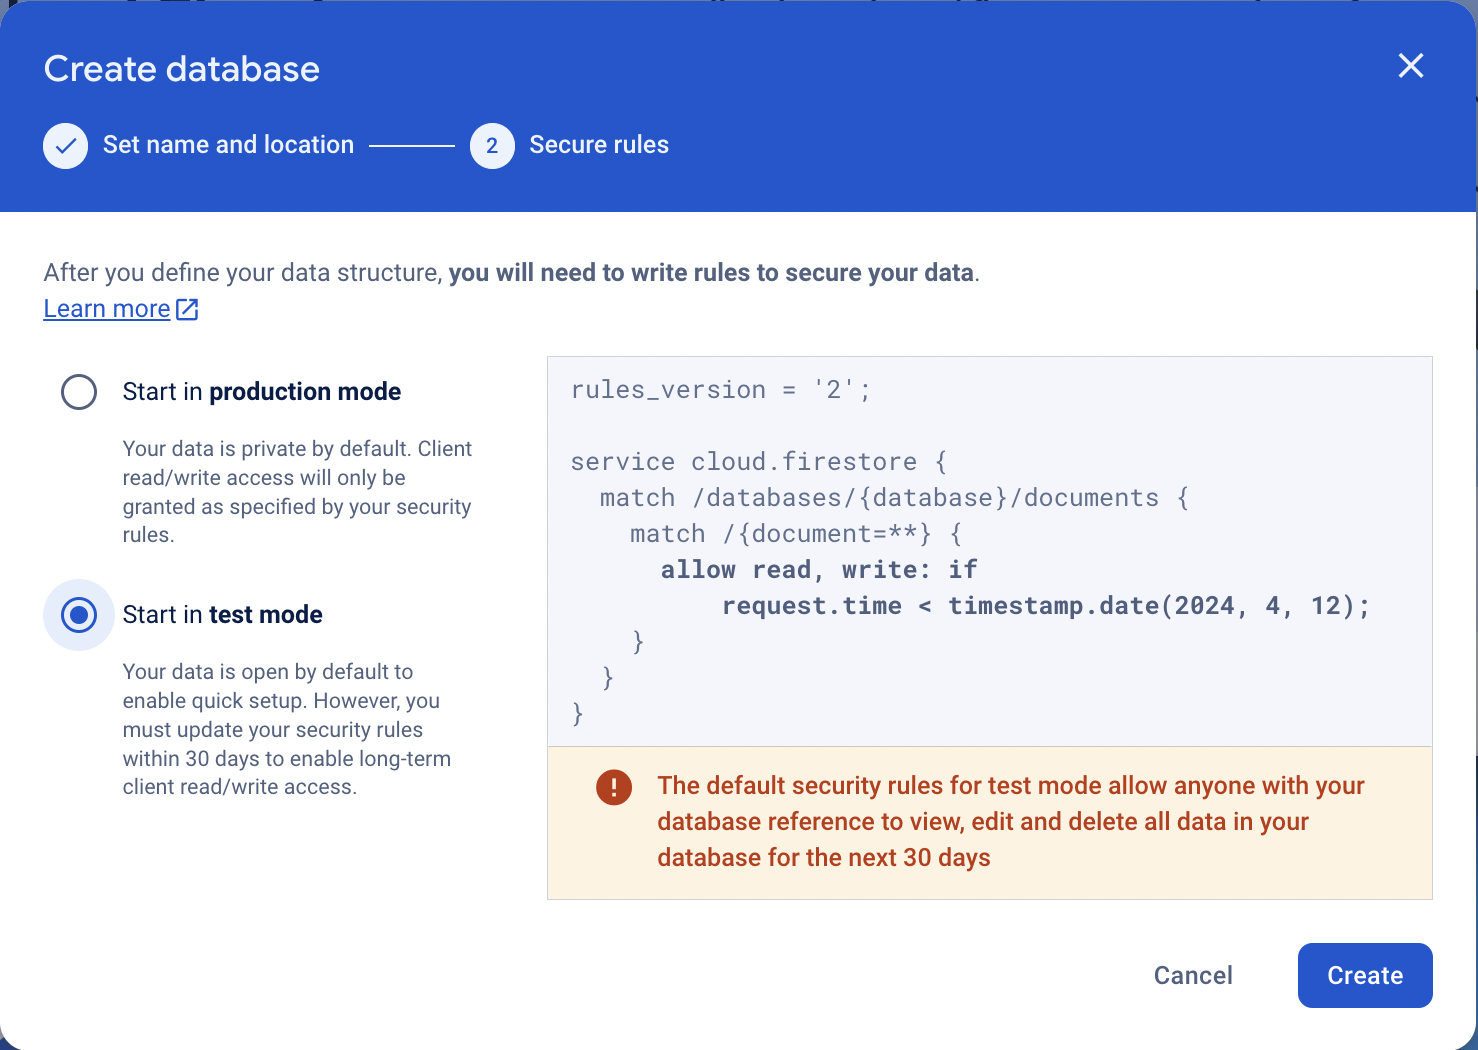 Create database
Set name and location
2 Secure rules
After you define your data structure, you will need to write rules to secure your data.
Learn more
Start in production mode
Your data is private by default. Client
read/write access will only be
granted as specified by your security
rules.
Start in test mode
Your data is open by default to
enable quick setup. However, you
must update your security rules
within 30 days to enable long-term
client read/write access.
rules_version = '2';
service cloud.firestore {
  match /databases/{database}/documents {
    match /{document=**} {
      allow read, write: if
          request.time < timestamp.date(2024, 4, 12);
    }
  }
}
The default security rules for test mode allow anyone with your
database reference to view, edit and delete all data in your
database for the next 30 days
Cancel
Create